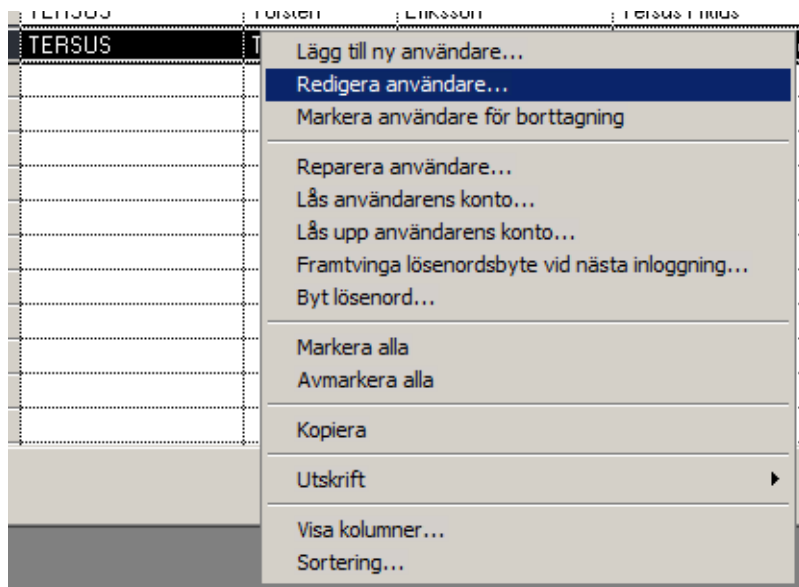 TERSUS
Lägg till ny användare...
Redigera användare...
Markera användare för borttagning
Reparera användare...
Lås användarens konto...
Lås upp användarens konto...
Framtvinga lösenordsbyte vid nästa inloggning...
Byt lösenord...
Markera alla
Avmarkera alla
Kopiera
Utskrift
Visa kolumner...
Sortering...